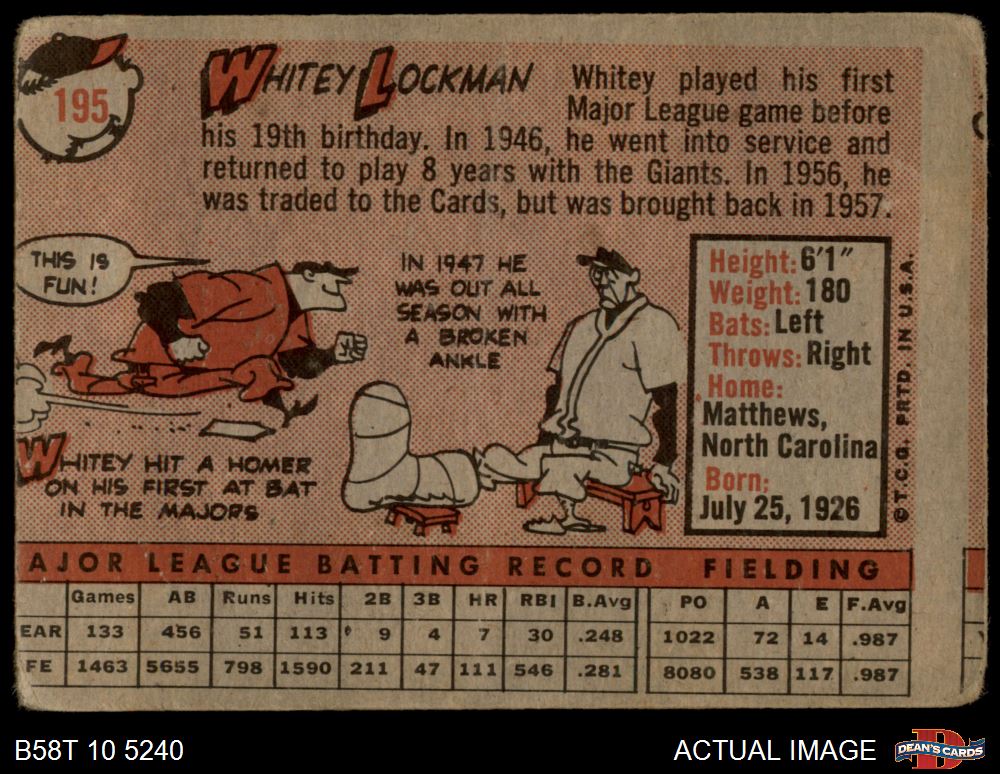 195
WHITEY LOCKMAN
Whitey played his first
Major League game before
his 19th birthday. In 1946, he went into service and
returned to play 8 years with the Giants. In 1956, he
was traded to the Cards, but was brought back in 1957.
THIS IS
FUN!
WHITEY HIT A HOMER
ON HIS FIRST AT BAT
IN THE MAJORS
IN 1947 HE
WAS OUT ALL
SEASON WITH
A BROKEN
ANKLE
Height: 6'1"
Weight: 180
Bats: Left
Throws: Right
Home:
Matthews,
North Carolina
Born:
July 25, 1926
© T.C.G. PRTD. IN U.S.A.
AJOR LEAGUE BATTING RECORD FIELDING
Games AB Runs Hits 2B 3B HR RBI B.Avg PO A E F.Avg
EAR 133 456 51 113 9 4 7 30 .248 1022 72 14 .987
FE 1463 5655 798 1590 211 47 111 546 .281 8080 538 117 .987
B58T 10 5240
ACTUAL IMAGE
D
DEAN'S CARDS